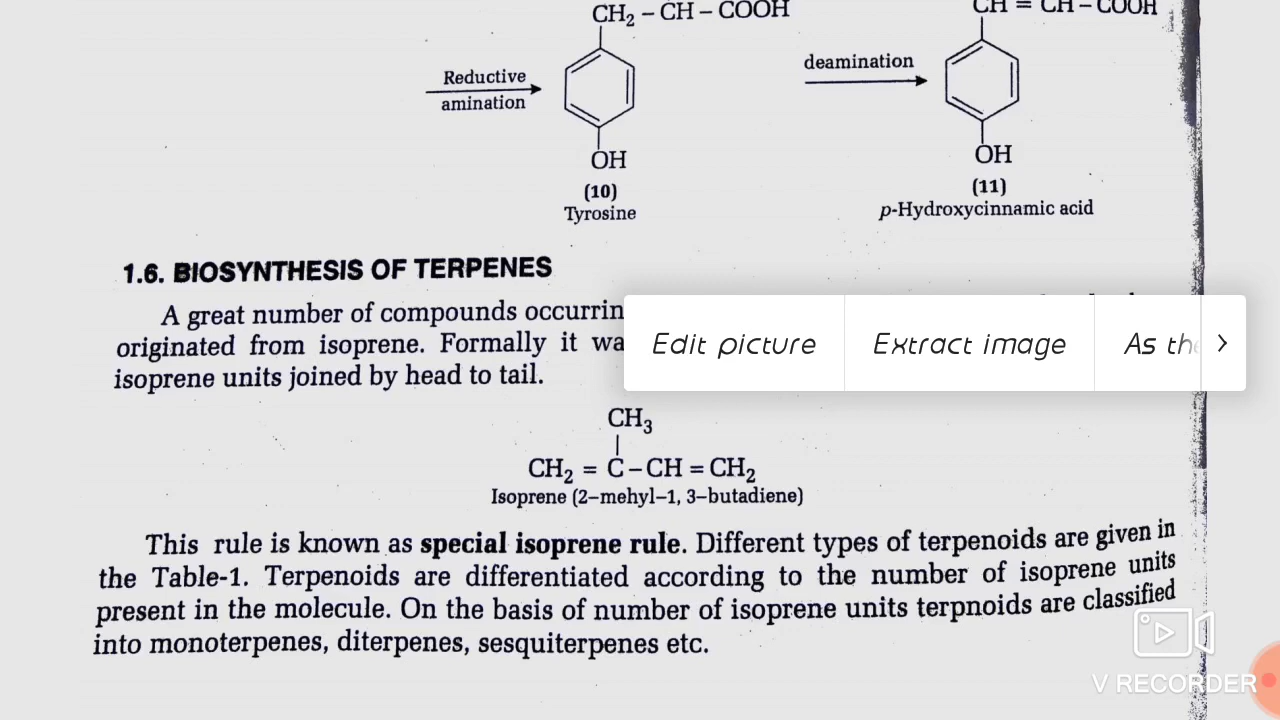 CH2 – CH – COOH
CH = CH – COOH
Reductive
amination
deamination
OH
OH
(10)
(11)
Tyrosine
p-Hydroxycinnamic acid
1.6. BIOSYNTHESIS OF TERPENES
A great number of compounds
originated from isoprene. Formally it
isoprene units joined by head to tail.
Edit picture
Extract image
As
CH3
CH2 = C – CH = CH2
Isoprene (2–mehyl–1, 3–butadiene)
This rule is known as special isoprene rule. Different types of terpenoids are given in
the Table-1. Terpenoids are differentiated according to the number of isoprene units
present in the molecule. On the basis of number of isoprene units terpnoids are classified
into monoterpenes, diterpenes, sesquiterpenes etc.
V RECORDER